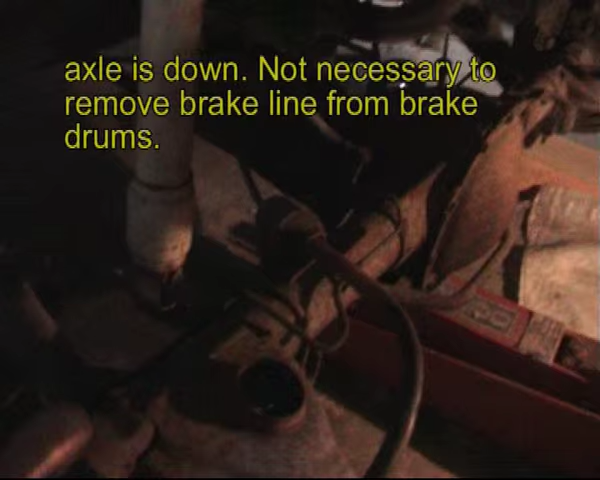 axle is down. Not necessary to
remove brake line from brake
drums.